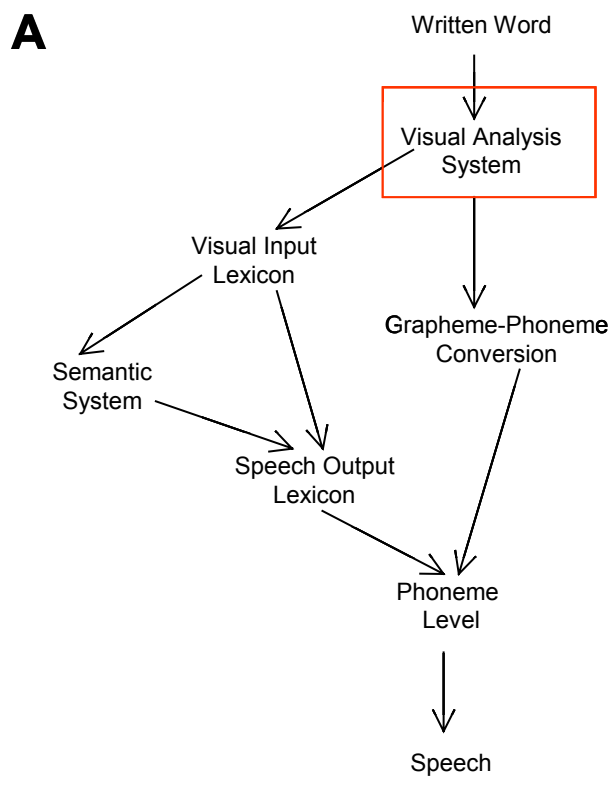 A
Written Word
Visual Analysis
System
Visual Input
Lexicon
Grapheme-Phoneme
Conversion
Semantic
System
Speech Output
Lexicon
Phoneme
Level
Speech